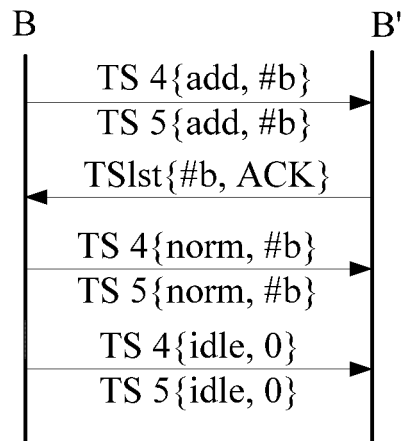 B B'
TS 4{add, #b}
TS 5{add, #b}
TSlst{#b, ACK}
TS 4{norm, #b}
TS 5{norm, #b}
TS 4{idle, 0}
TS 5{idle, 0}